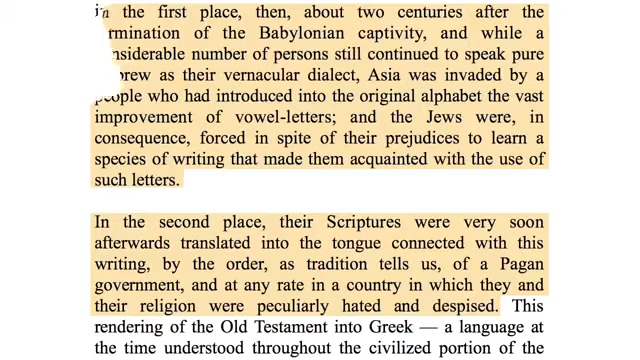 in the first place, then, about two centuries after the
rmination of the Babylonian captivity, and while a
nsiderable number of persons still continued to speak pure
brew as their vernacular dialect, Asia was invaded by a
people who had introduced into the original alphabet the vast
improvement of vowel-letters; and the Jews were, in
consequence, forced in spite of their prejudices to learn a
species of writing that made them acquainted with the use of
such letters.
In the second place, their Scriptures were very soon
afterwards translated into the tongue connected with this
writing, by the order, as tradition tells us, of a Pagan
government, and at any rate in a country in which they and
their religion were peculiarly hated and despised. This
rendering of the Old Testament into Greek — a language at
the time understood throughout the civilized portion of the